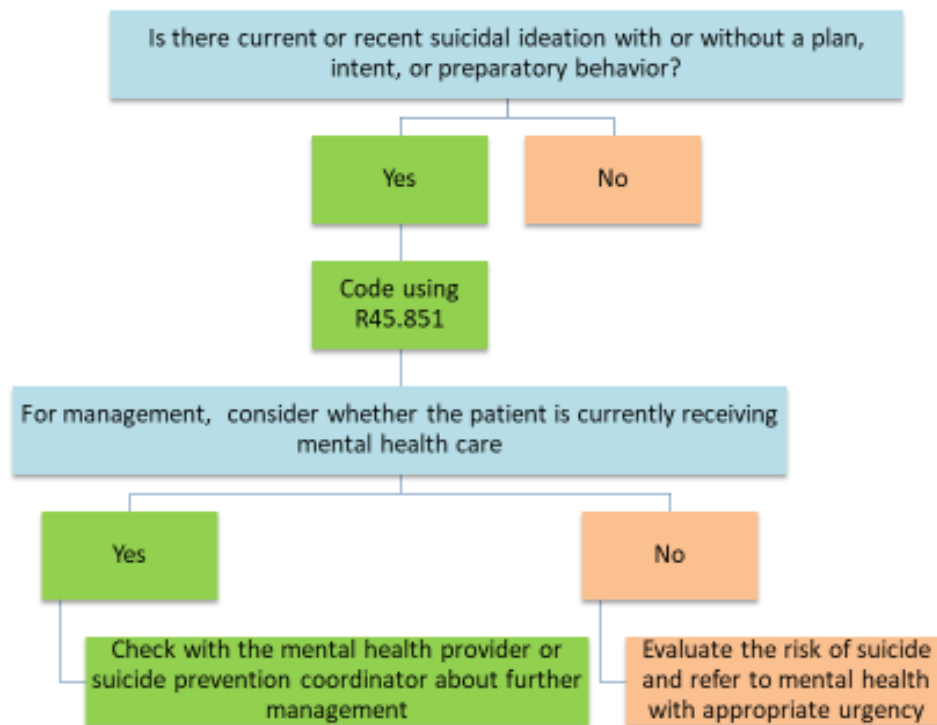 Is there current or recent suicidal ideation with or without a plan,
intent, or preparatory behavior?
Yes
No
Code using
R45.851
For management, consider whether the patient is currently receiving
mental health care
Yes
No
Check with the mental health provider or
suicide prevention coordinator about further
management
Evaluate the risk of suicide
and refer to mental health
with appropriate urgency